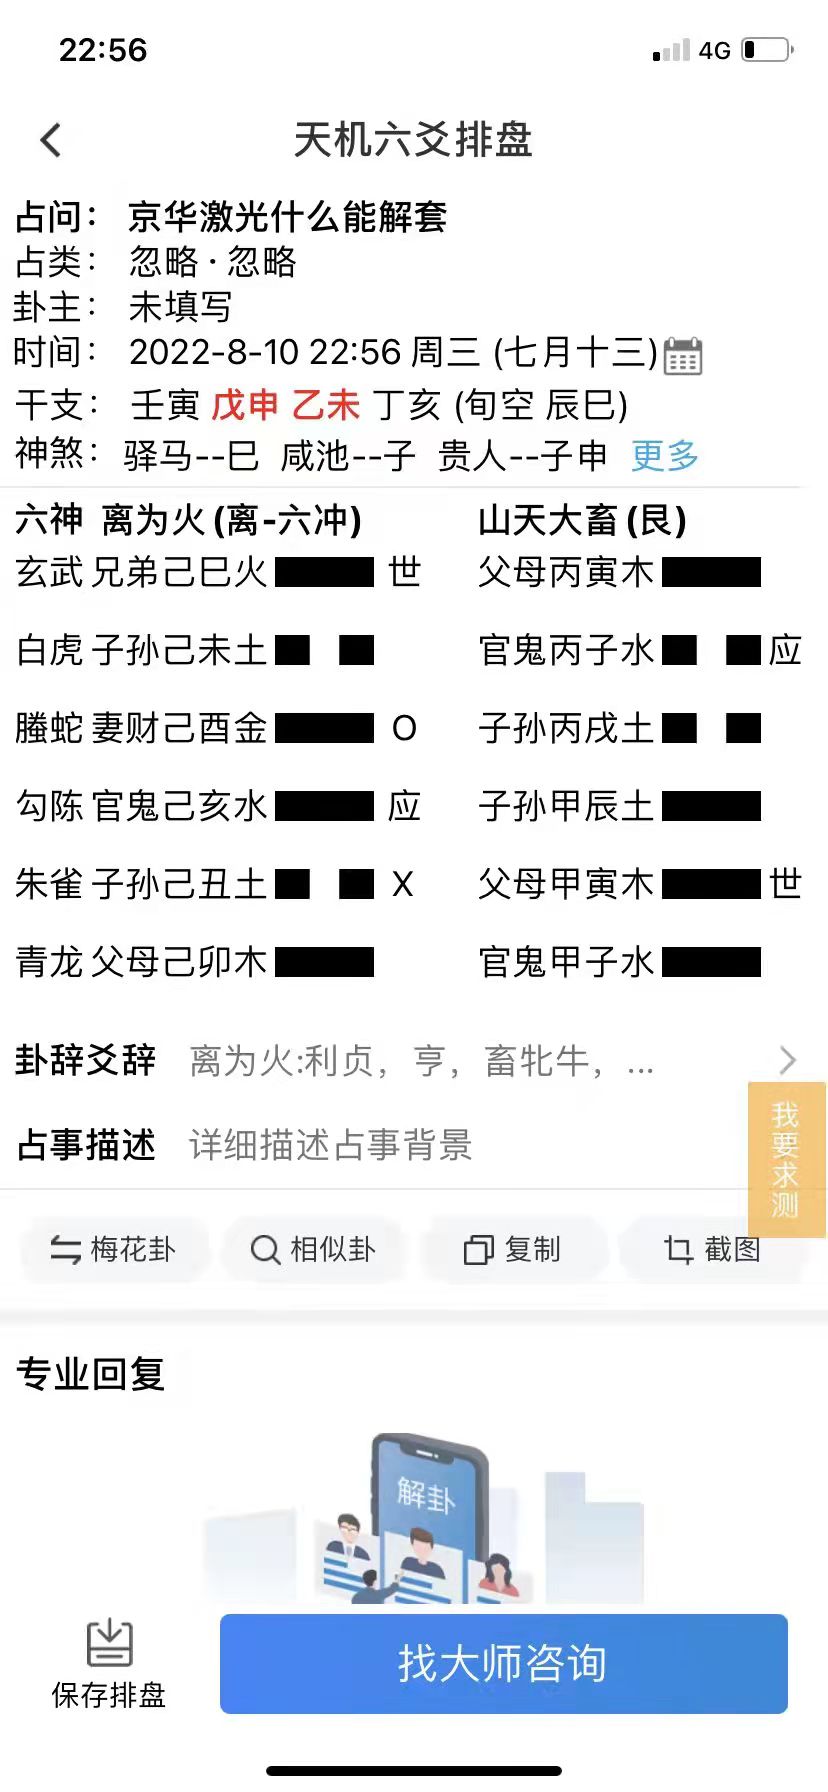 22:56 4G
天机六爻排盘
占问： 京华激光什么能解套
占类： 忽略·忽略
卦主： 未填写
时间： 2022-8-10 22:56 周三 (七月十三)
干支： 壬寅 戊申 乙未 丁亥 (旬空 辰巳)
神煞： 驿马--巳 咸池--子 贵人--子申 更多
六神 离为火(离-六冲) 山天大畜(艮)
玄武 兄弟己巳火 世 父母丙寅木
白虎 子孙己未土 官鬼丙子水 应
螣蛇 妻财己酉金 O 子孙丙戌土
勾陈 官鬼己亥水 应 子孙甲辰土
朱雀 子孙己丑土 X 父母甲寅木 世
青龙 父母己卯木 官鬼甲子水
卦辞爻辞 离为火:利贞，亨，畜牝牛，...
我要求测
占事描述 详细描述占事背景
梅花卦 相似卦 复制 截图
专业回复
解卦
保存排盘 找大师咨询